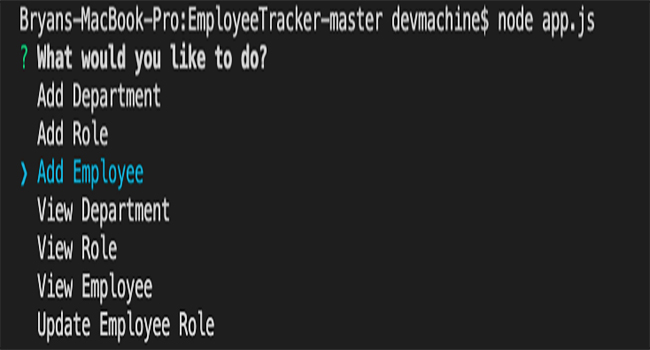 Bryans-MacBook-Pro:EmployeeTracker-master devmachine$ node app.js
? What would you like to do?
Add Department
Add Role
❯ Add Employee
View Department
View Role
View Employee
Update Employee Role